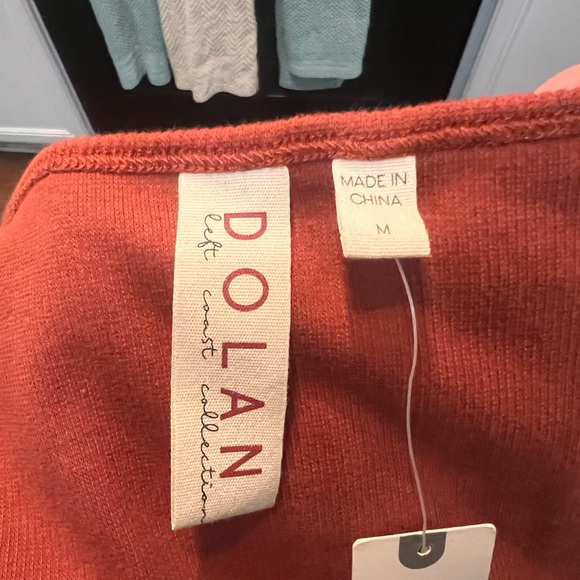 DOLAN
left coast collection
MADE IN
CHINA
M